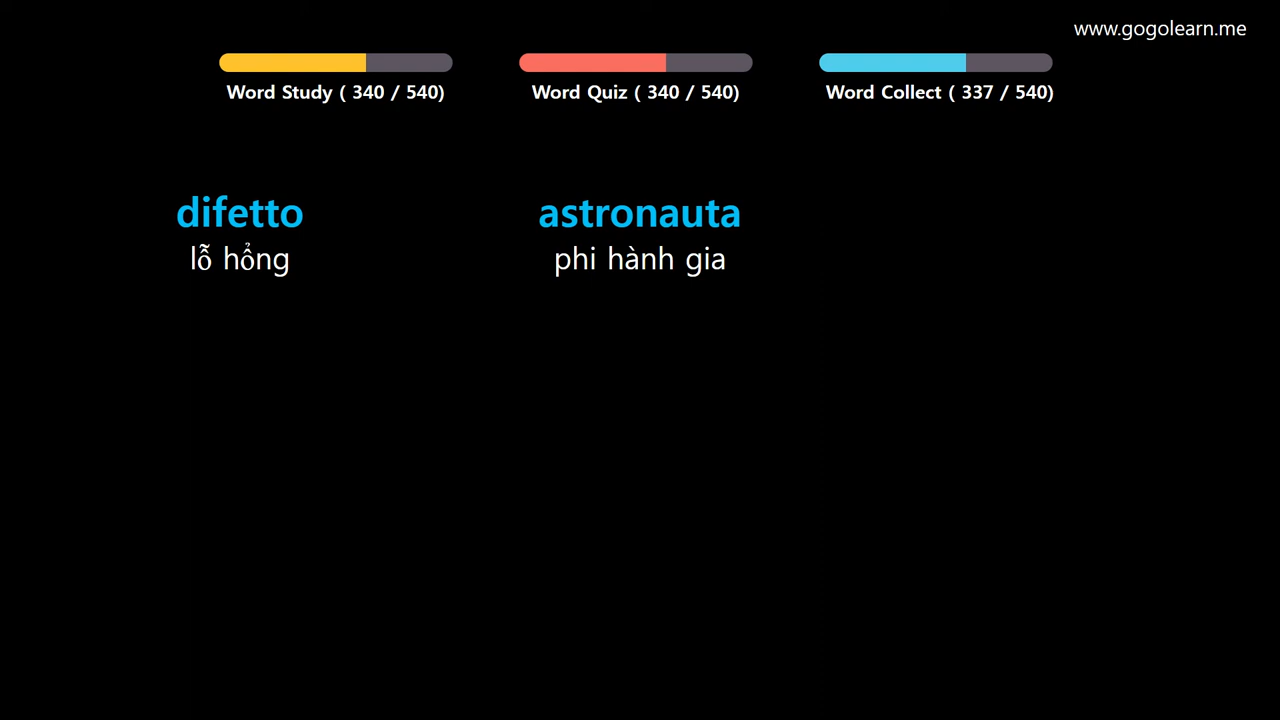 www.gogolearn.me
Word Study ( 340 / 540)
Word Quiz ( 340 / 540)
Word Collect ( 337 / 540)
difetto
lỗ hổng
astronauta
phi hành gia